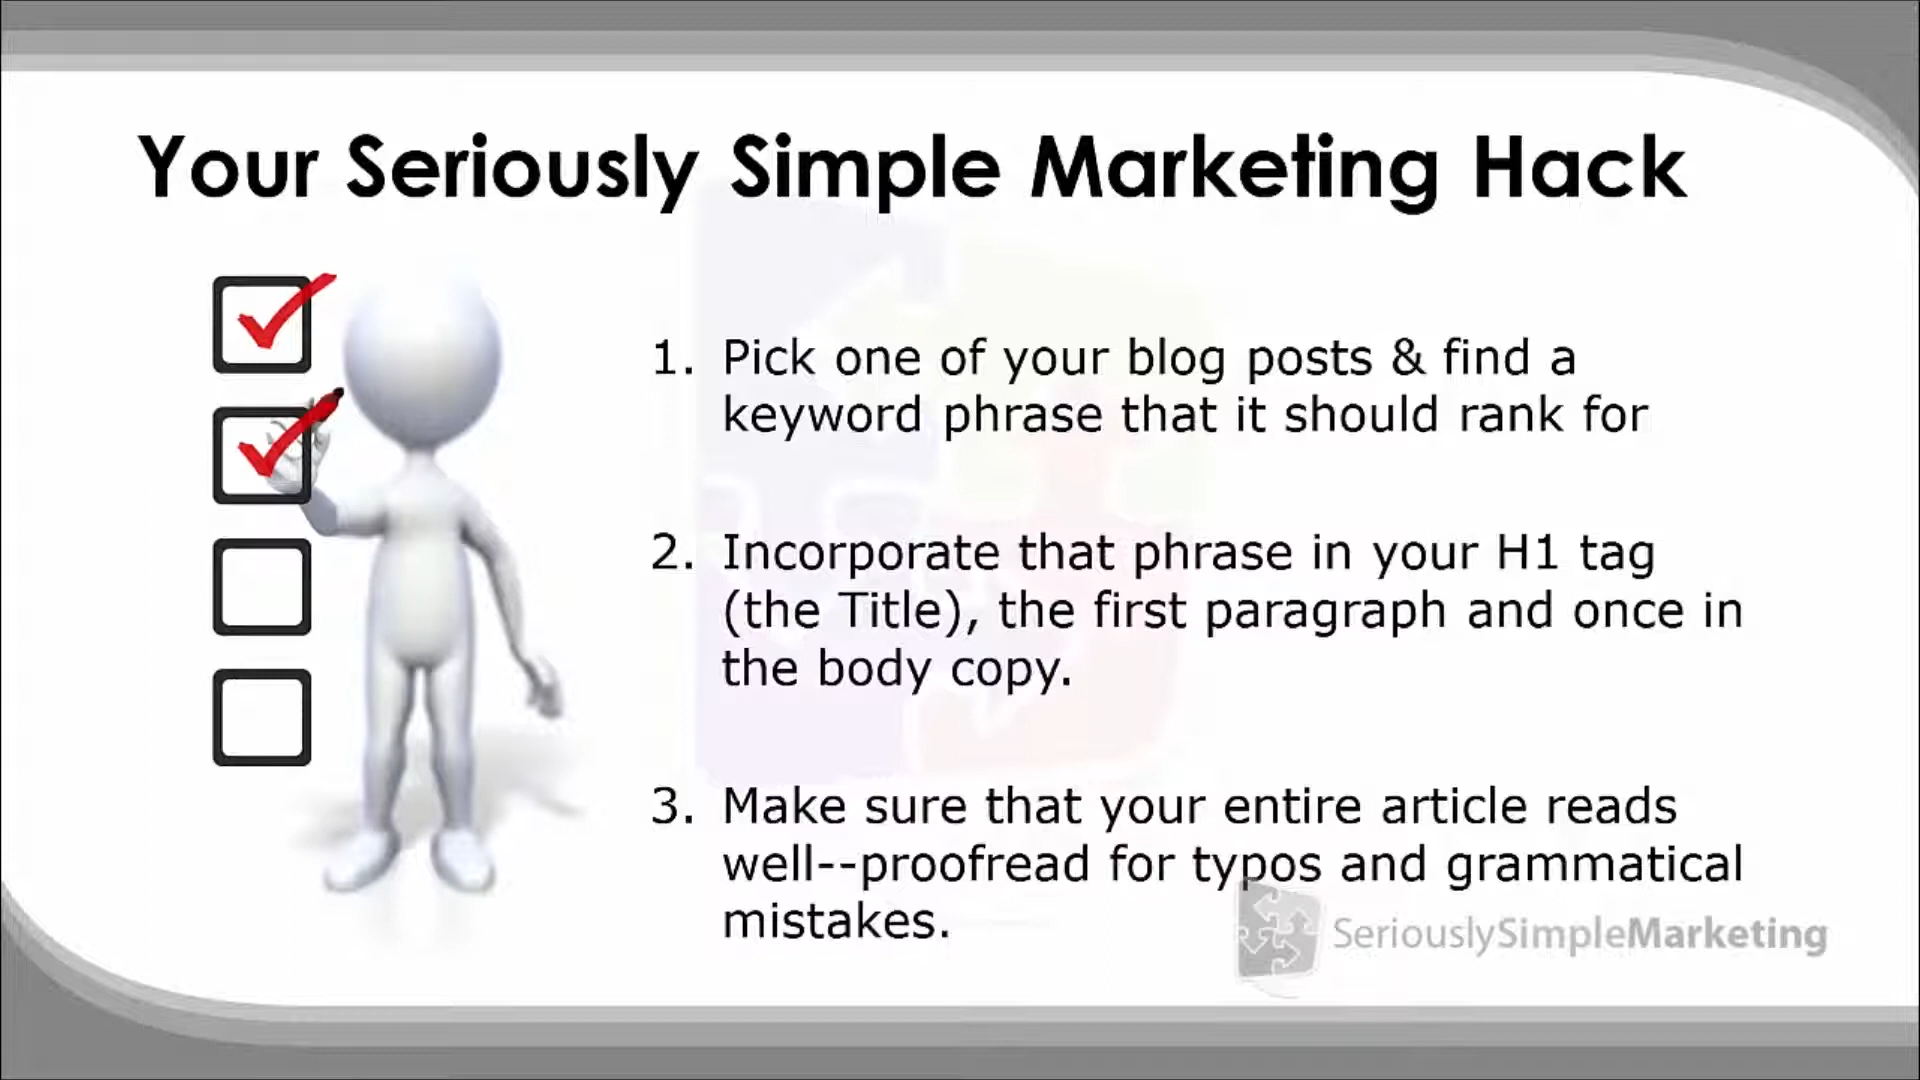 Your Seriously Simple Marketing Hack
1. Pick one of your blog posts & find a
keyword phrase that it should rank for
2. Incorporate that phrase in your H1 tag
(the Title), the first paragraph and once in
the body copy.
3. Make sure that your entire article reads
well--proofread for typos and grammatical
mistakes.
SeriouslySimpleMarketing